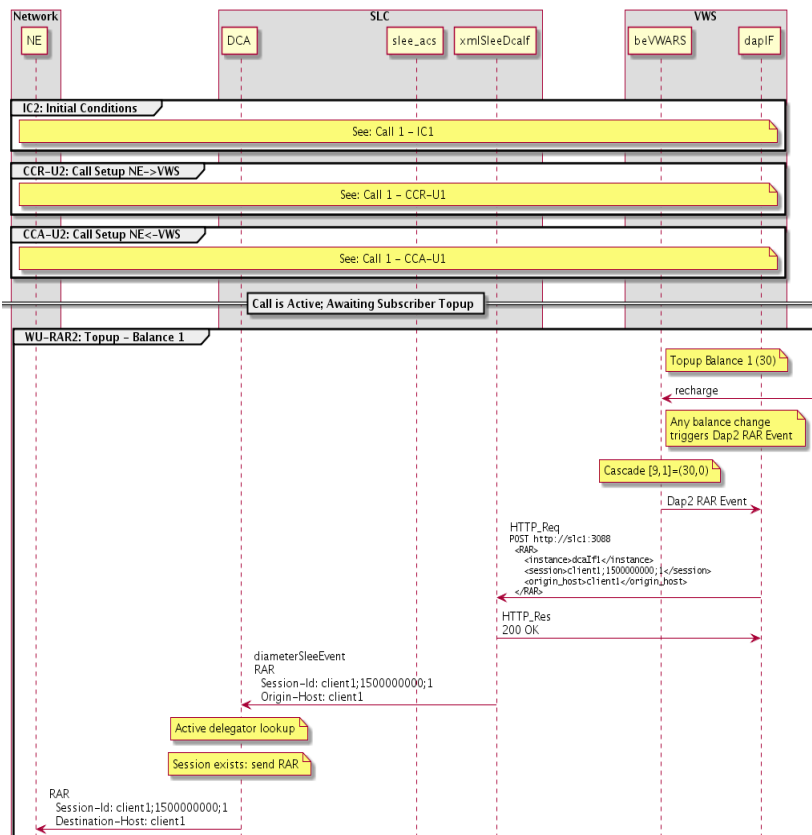 Network
SLC
VWS
NE
DCA
slee_acs
xmlSleeDcaIf
beVWARS
dapIF
IC2: Initial Conditions
See: Call 1 – IC1
CCR-U2: Call Setup NE->VWS
See: Call 1 – CCR-U1
CCA-U2: Call Setup NE<-VWS
See: Call 1 – CCA-U1
Call is Active; Awaiting Subscriber Topup
WU-RAR2: Topup – Balance 1
Topup Balance 1 (30)
recharge
Any balance change
triggers Dap2 RAR Event
Cascade [9,1]=(30,0)
Dap2 RAR Event
HTTP_Req
POST http://slc1:3088
<RAR>
<instance>dcaIf1</instance>
<session>client1;1500000000;1</session>
<origin_host>client1</origin_host>
</RAR>
HTTP_Res
200 OK
diameterSleeEvent
RAR
Session-Id: client1;1500000000;1
Origin-Host: client1
Active delegator lookup
Session exists: send RAR
RAR
Session-Id: client1;1500000000;1
Destination-Host: client1